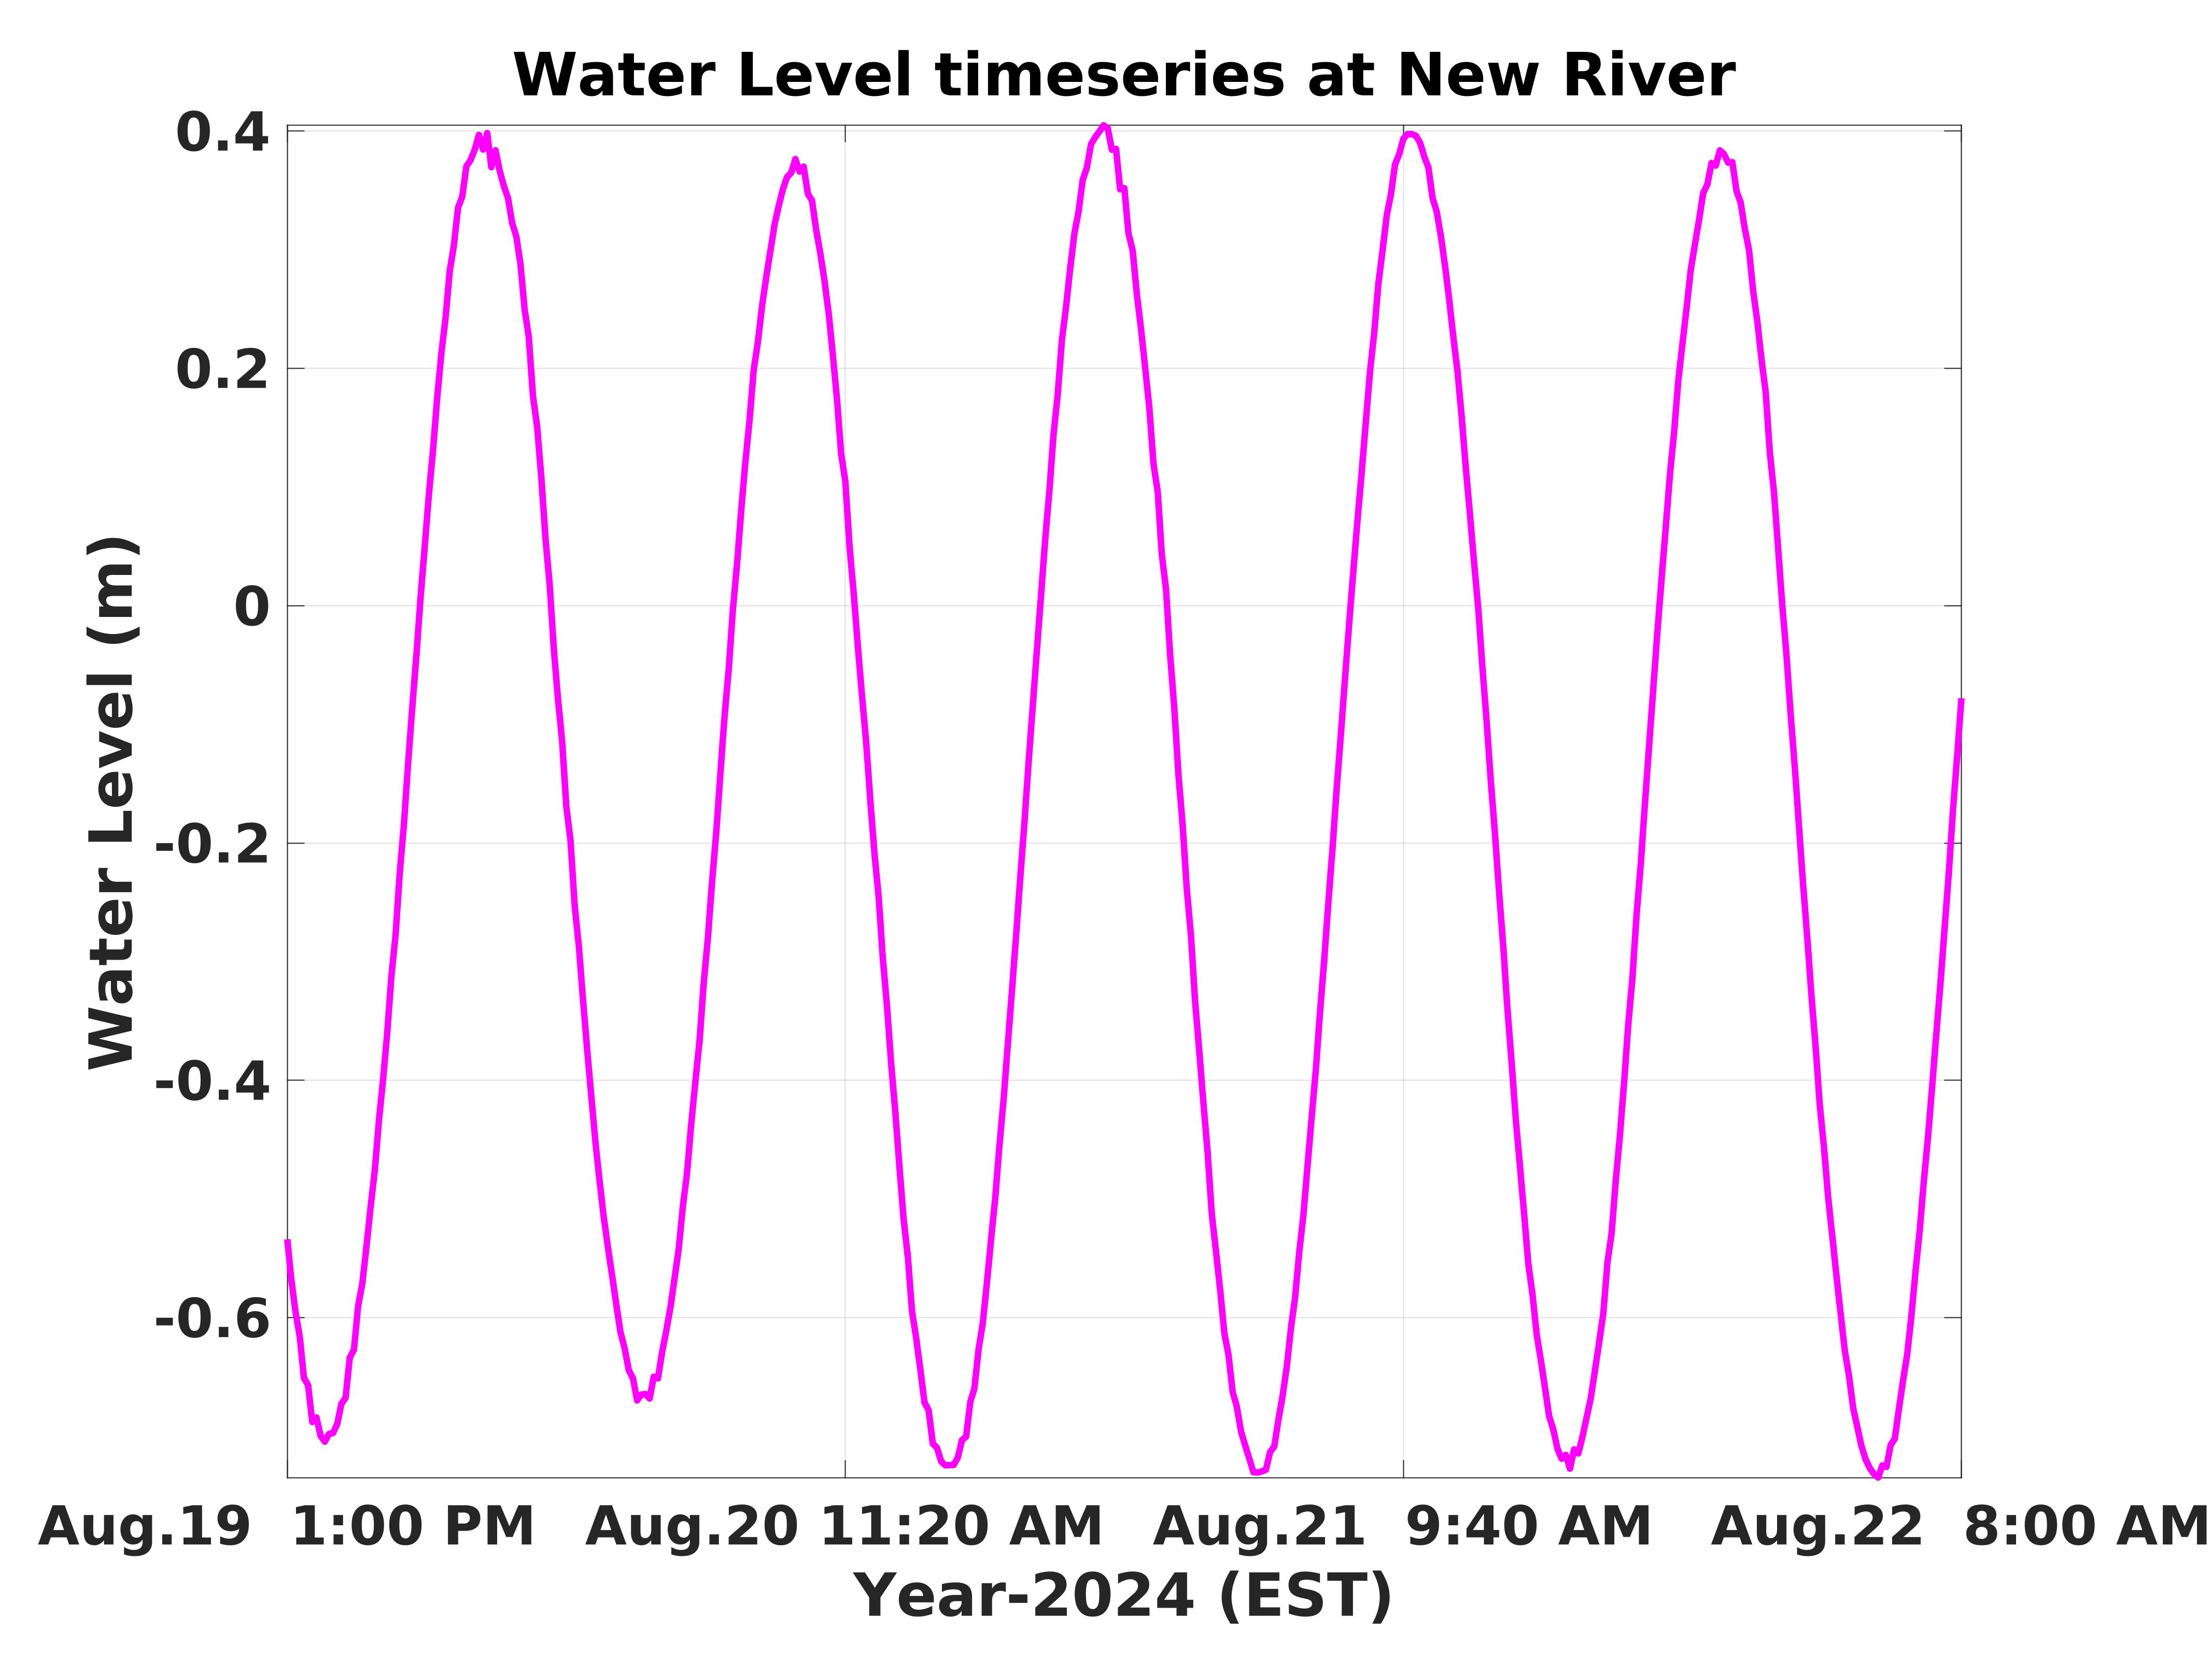 Water Level timeseries at New River
0.4
0.2
0
-0.2
-0.4
-0.6
Water Level (m)
Aug.19 1:00 PM Aug.20 11:20 AM Aug.21 9:40 AM Aug.22 8:00 AM
Year-2024 (EST)